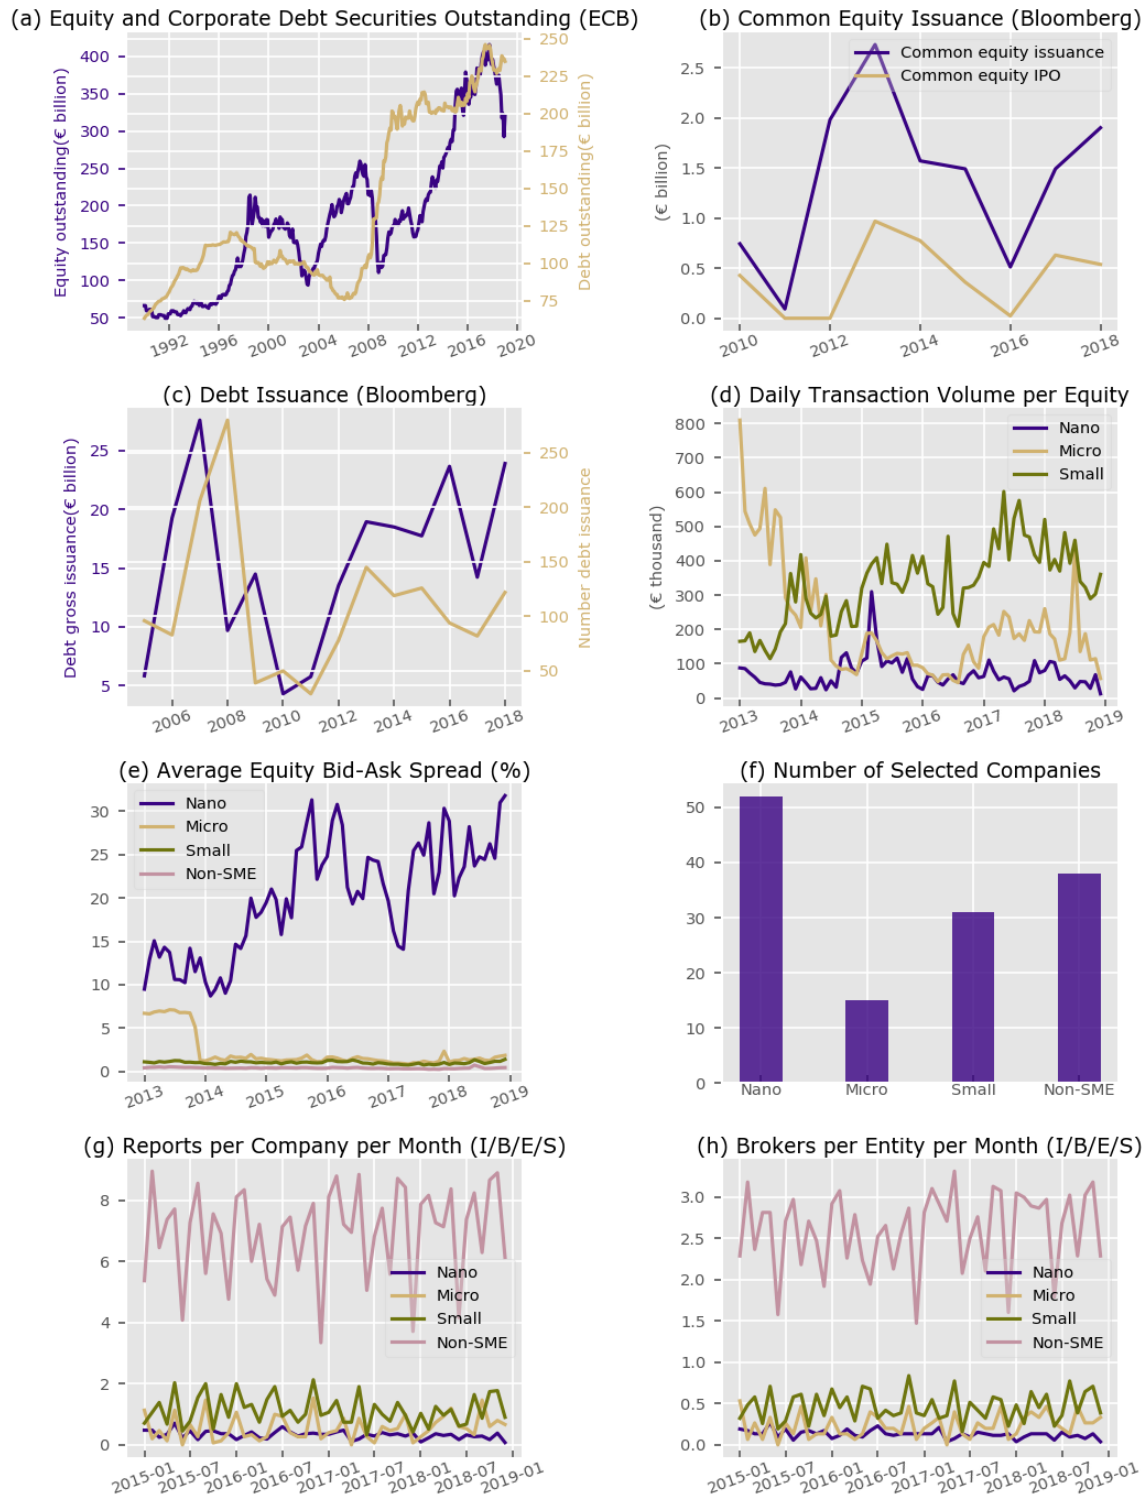 (a) Equity and Corporate Debt Securities Outstanding (ECB)
Equity outstanding(€ billion)
400
350
300
250
200
150
100
50
250
225
200
175
150
125
100
75
Debt outstanding(€ billion)
1992 1996 2000 2004 2008 2012 2016 2020
(b) Common Equity Issuance (Bloomberg)
Common equity issuance
Common equity IPO
(€ billion)
2.5
2.0
1.5
1.0
0.5
0.0
2010 2012 2014 2016 2018
(c) Debt Issuance (Bloomberg)
Debt gross issuance(€ billion)
25
20
15
10
5
250
200
150
100
50
Number debt issuance
2006 2008 2010 2012 2014 2016 2018
(d) Daily Transaction Volume per Equity
Nano
Micro
Small
(€ thousand)
800
700
600
500
400
300
200
100
0
2013 2014 2015 2016 2017 2018 2019
(e) Average Equity Bid-Ask Spread (%)
Nano
Micro
Small
Non-SME
30
25
20
15
10
5
0
2013 2014 2015 2016 2017 2018 2019
(f) Number of Selected Companies
50
40
30
20
10
0
Nano Micro Small Non-SME
(g) Reports per Company per Month (I/B/E/S)
8
6
4
2
0
Nano
Micro
Small
Non-SME
2015-01 2015-07 2016-01 2016-07 2017-01 2017-07 2018-01 2018-07 2019-01
(h) Brokers per Entity per Month (I/B/E/S)
3.0
2.5
2.0
1.5
1.0
0.5
0.0
Nano
Micro
Small
Non-SME
2015-01 2015-07 2016-01 2016-07 2017-01 2017-07 2018-01 2018-07 2019-01